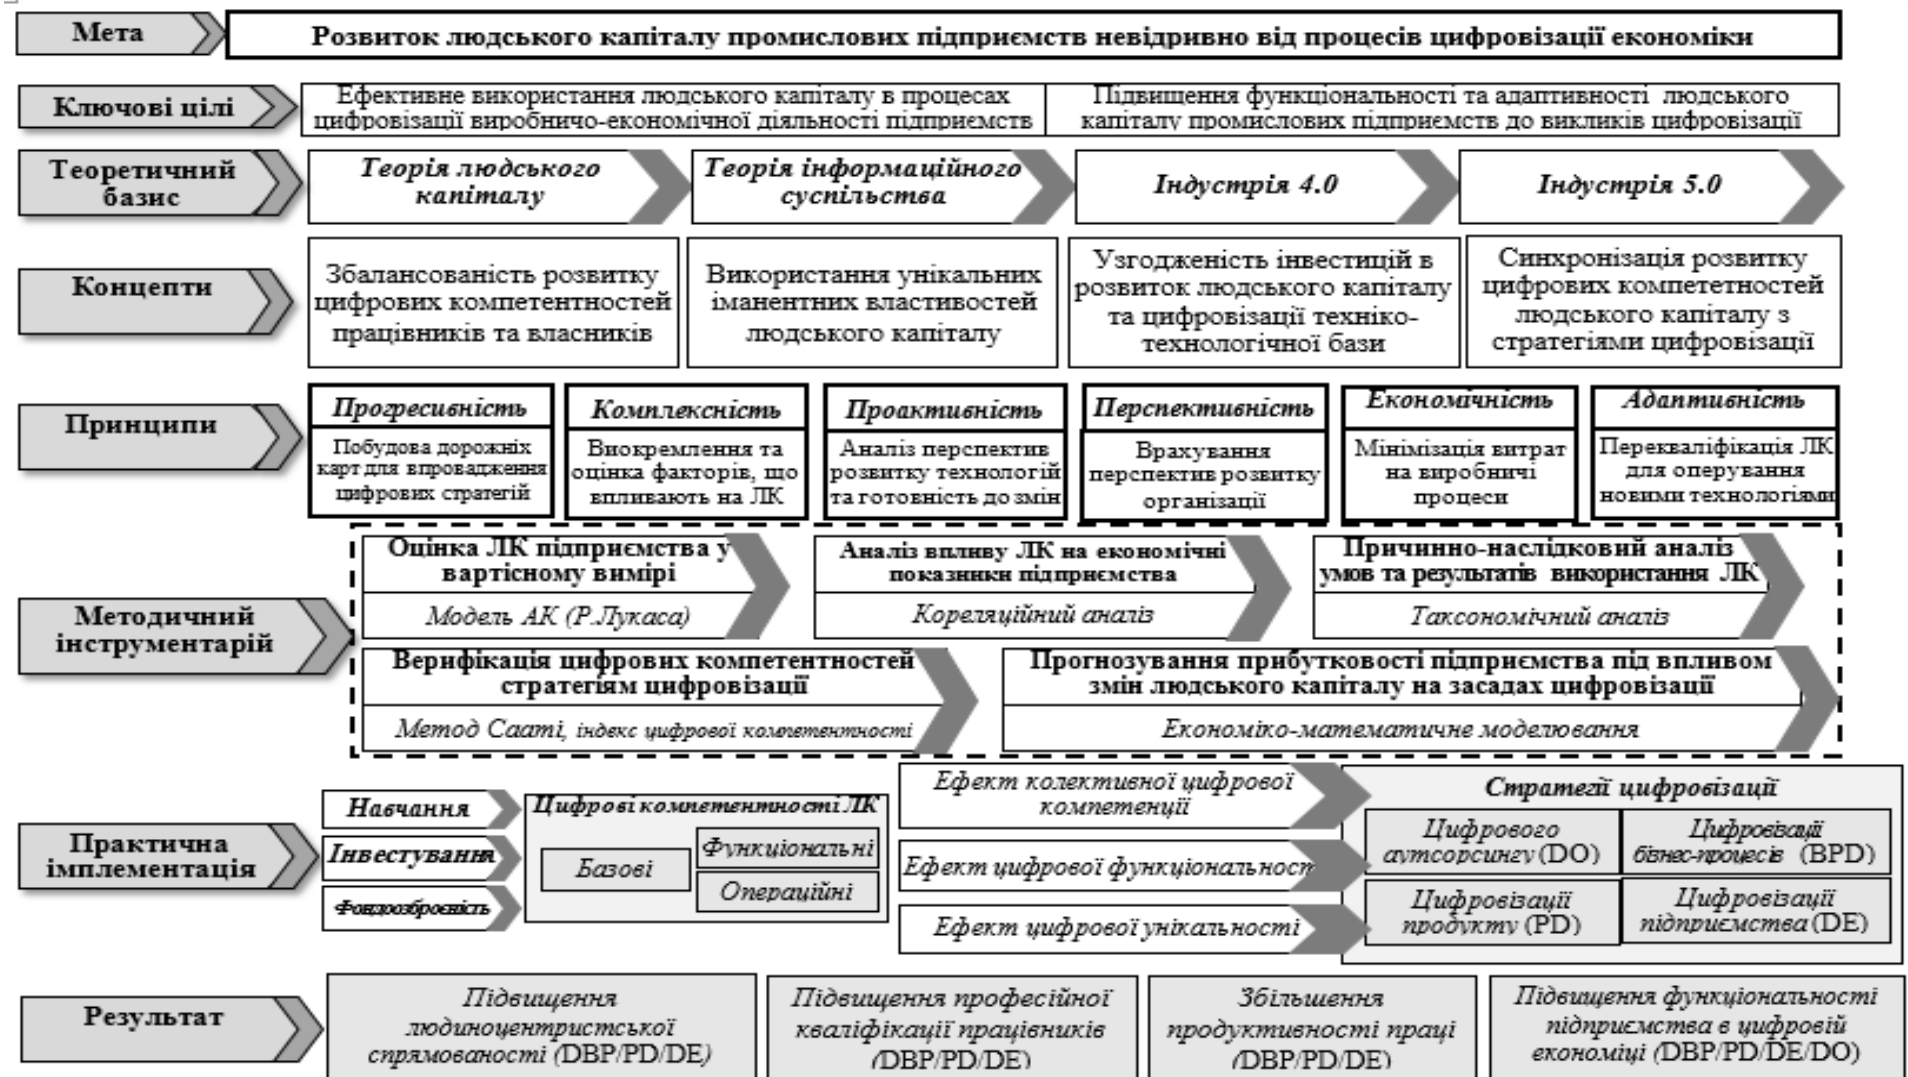 Мета
Розвиток людського капіталу промислових підприємств невідривно від процесів цифровізації економіки
Ключові цілі
Ефективне використання людського капіталу в процесах
цифровізації виробничо-економічної діяльності підприємств
Підвищення функціональності та адаптивності людського
капіталу промислових підприємств до викликів цифровізації
Теоретичний
базис
Теорія людського
капіталу
Теорія інформаційного
суспільства
Індустрія 4.0
Індустрія 5.0
Концепти
Збалансованість розвитку
цифрових компетентностей
працівників та власників
Використання унікальних
іманентних властивостей
людського капіталу
Узгодженість інвестицій в
розвиток людського капіталу
та цифровізації техніко-
технологічної бази
Синхронізація розвитку
цифрових компететностей
людського капіталу з
стратегіями цифровізації
Принципи
Прогресивність
Побудова дорожніх
карт для впровадження
цифрових стратегій
Комплексність
Виокремлення та
оцінка факторів, що
впливають на ЛК
Проактивність
Аналіз перспектив
розвитку технологій
та готовність до змін
Перспективність
Врахування
перспектив розвитку
організації
Економічність
Мінімізація витрат
на виробничі
процеси
Адаптивність
Перекваліфікація ЛК
для оперування
новими технологіями
Методичний
інструментарій
Оцінка ЛК підприємства у
вартісному вимірі
Модель АК (Р.Лукаса)
Аналіз впливу ЛК на економічні
показники підприємства
Кореляційний аналіз
Причинно-наслідковий аналіз
умов та результатів використання ЛК
Таксономічний аналіз
Верифікація цифрових компетентностей
стратегіям цифровізації
Метод Сааті, індекс цифрової компетентності
Прогнозування прибутковості підприємства під впливом
змін людського капіталу на засадах цифровізації
Економіко-математичне моделювання
Практична
імплементація
Навчання
Інвестування
Фондоозброєність
Цифрові компетентності ЛК
Базові
Функціональні
Операційні
Ефект колективної цифрової
компетенції
Ефект цифрової функціональност
Ефект цифрової унікальності
Стратегії цифровізації
Цифрового
аутсорсингу (DO)
Цифровізації
бізнес-процесів (BPD)
Цифровізації
продукту (PD)
Цифровізації
підприємства (DE)
Результат
Підвищення
людиноцентристської
спрямованості (DBP/PD/DE)
Підвищення професійної
кваліфікації працівників
(DBP/PD/DE)
Збільшення
продуктивності праці
(DBP/PD/DE)
Підвищення функціональності
підприємства в цифровій
економіці (DBP/PD/DE/DO)